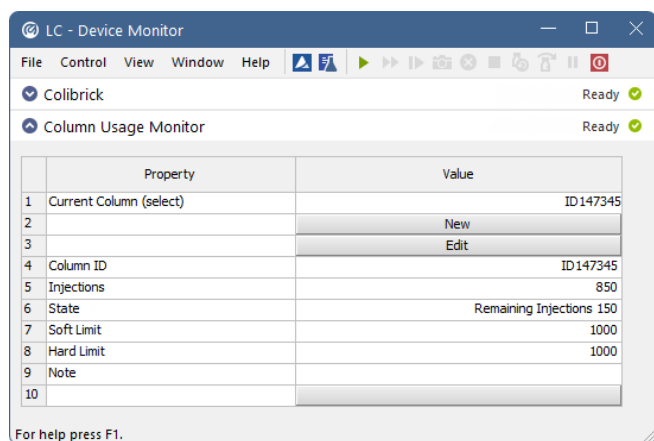 LC - Device Monitor
File Control View Window Help
Colibrick Ready
Column Usage Monitor Ready
Property Value
1 Current Column (select) ID147345
2 New
3 Edit
4 Column ID ID147345
5 Injections 850
6 State Remaining Injections 150
7 Soft Limit 1000
8 Hard Limit 1000
9 Note
10
For help press F1.